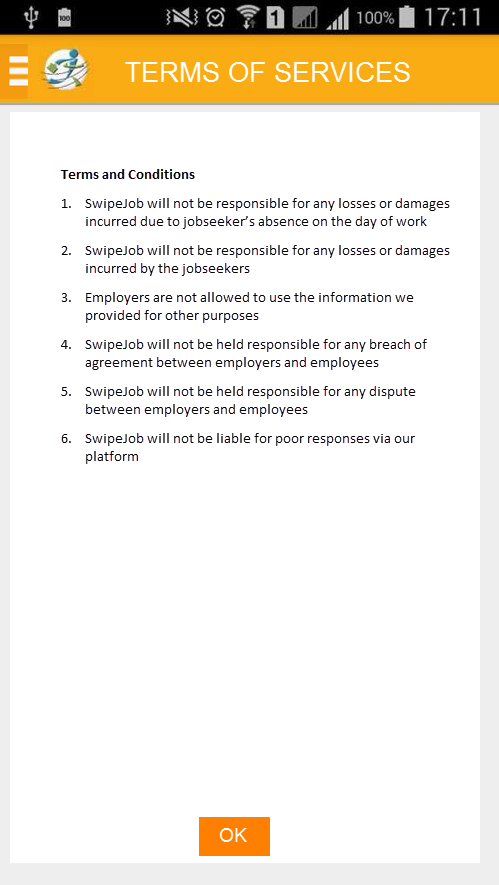 100
1
100%
17:11
TERMS OF SERVICES
Terms and Conditions
1. SwipeJob will not be responsible for any losses or damages
incurred due to jobseeker's absence on the day of work
2. SwipeJob will not be responsible for any losses or damages
incurred by the jobseekers
3. Employers are not allowed to use the information we
provided for other purposes
4. SwipeJob will not be held responsible for any breach of
agreement between employers and employees
5. SwipeJob will not be held responsible for any dispute
between employers and employees
6. SwipeJob will not be liable for poor responses via our
platform
OK